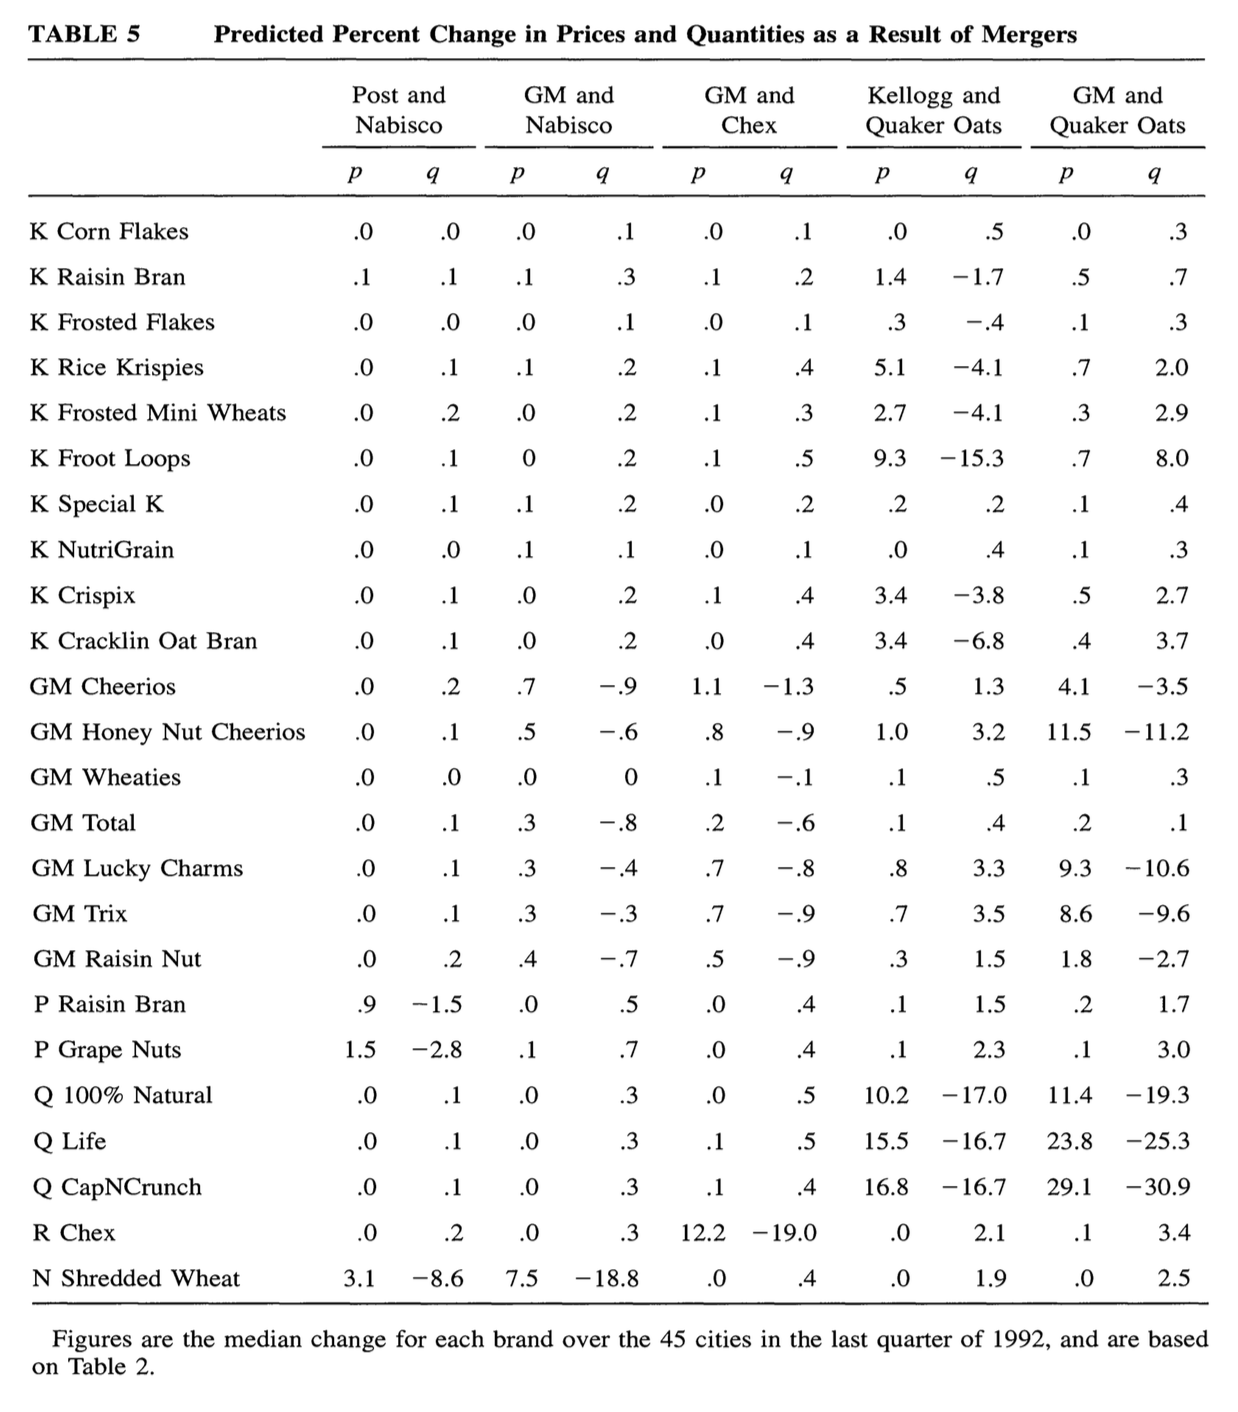 TABLE 5 Predicted Percent Change in Prices and Quantities as a Result of Mergers
Post and Nabisco GM and Nabisco GM and Chex Kellogg and Quaker Oats GM and Quaker Oats
p q p q p q p q p q
K Corn Flakes .0 .0 .0 .1 .0 .1 .0 .5 .0 .3
K Raisin Bran .1 .1 .1 .3 .1 .2 1.4 −1.7 .5 .7
K Frosted Flakes .0 .0 .0 .1 .0 .1 .3 −.4 .1 .3
K Rice Krispies .0 .1 .1 .2 .1 .4 5.1 −4.1 .7 2.0
K Frosted Mini Wheats .0 .2 .0 .2 .1 .3 2.7 −4.1 .3 2.9
K Froot Loops .0 .1 0 .2 .1 .5 9.3 −15.3 .7 8.0
K Special K .0 .1 .1 .2 .0 .2 .2 .2 .1 .4
K NutriGrain .0 .0 .1 .1 .0 .1 .0 .4 .1 .3
K Crispix .0 .1 .0 .2 .1 .4 3.4 −3.8 .5 2.7
K Cracklin Oat Bran .0 .1 .0 .2 .0 .4 3.4 −6.8 .4 3.7
GM Cheerios .0 .2 .7 −.9 1.1 −1.3 .5 1.3 4.1 −3.5
GM Honey Nut Cheerios .0 .1 .5 −.6 .8 −.9 1.0 3.2 11.5 −11.2
GM Wheaties .0 .0 .0 0 .1 −.1 .1 .5 .1 .3
GM Total .0 .1 .3 −.8 .2 −.6 .1 .4 .2 .1
GM Lucky Charms .0 .1 .3 −.4 .7 −.8 .8 3.3 9.3 −10.6
GM Trix .0 .1 .3 −.3 .7 −.9 .7 3.5 8.6 −9.6
GM Raisin Nut .0 .2 .4 −.7 .5 −.9 .3 1.5 1.8 −2.7
P Raisin Bran .9 −1.5 .0 .5 .0 .4 .1 1.5 .2 1.7
P Grape Nuts 1.5 −2.8 .1 .7 .0 .4 .1 2.3 .1 3.0
Q 100% Natural .0 .1 .0 .3 .0 .5 10.2 −17.0 11.4 −19.3
Q Life .0 .1 .0 .3 .1 .5 15.5 −16.7 23.8 −25.3
Q CapNCrunch .0 .1 .0 .3 .1 .4 16.8 −16.7 29.1 −30.9
R Chex .0 .2 .0 .3 12.2 −19.0 .0 2.1 .1 3.4
N Shredded Wheat 3.1 −8.6 7.5 −18.8 .0 .4 .0 1.9 .0 2.5
Figures are the median change for each brand over the 45 cities in the last quarter of 1992, and are based
on Table 2.